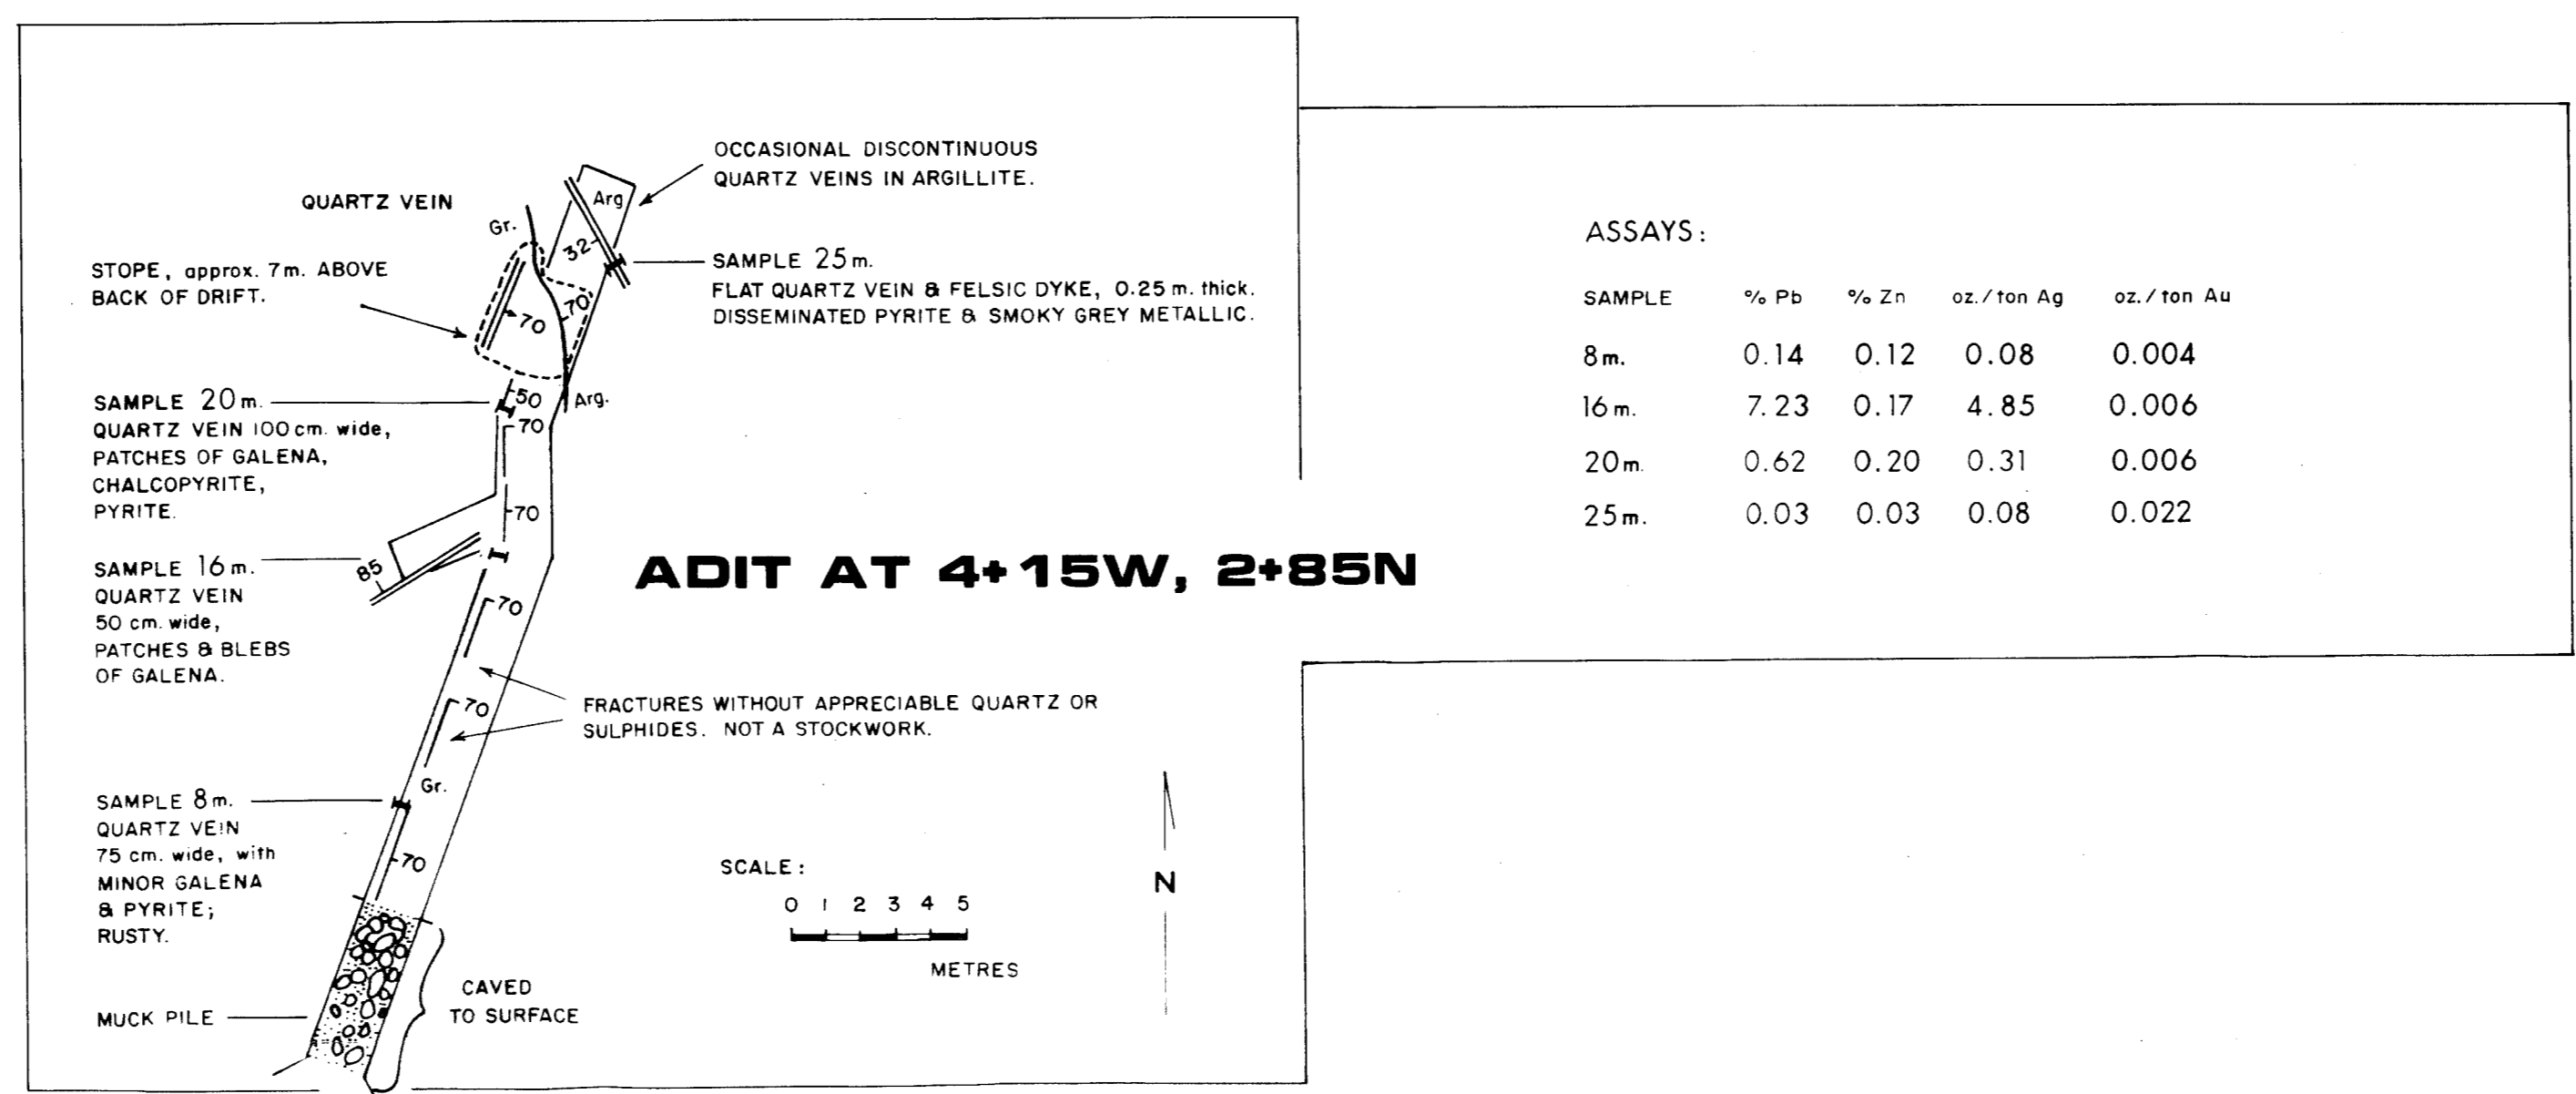 OCCASIONAL DISCONTINUOUS
QUARTZ VEINS IN ARGILLITE.
QUARTZ VEIN
Gr.
Arg
32
STOPE, approx. 7m. ABOVE
BACK OF DRIFT.
SAMPLE 25m.
FLAT QUARTZ VEIN & FELSIC DYKE, 0.25 m. thick.
DISSEMINATED PYRITE & SMOKY GREY METALLIC.
70
70
SAMPLE 20m.
QUARTZ VEIN 100cm. wide,
PATCHES OF GALENA,
CHALCOPYRITE,
PYRITE.
50
Arg.
70
70
SAMPLE 16m.
QUARTZ VEIN
50 cm. wide,
PATCHES & BLEBS
OF GALENA.
85
ADIT AT 4+15W, 2+85N
70
70
FRACTURES WITHOUT APPRECIABLE QUARTZ OR
SULPHIDES. NOT A STOCKWORK.
Gr.
SAMPLE 8m.
QUARTZ VEIN
75 cm. wide, with
MINOR GALENA
& PYRITE;
RUSTY.
70
MUCK PILE
CAVED
TO SURFACE
SCALE:
0 1 2 3 4 5
METRES
N
ASSAYS:
SAMPLE % Pb % Zn oz./ton Ag oz./ton Au
8m. 0.14 0.12 0.08 0.004
16m. 7.23 0.17 4.85 0.006
20m. 0.62 0.20 0.31 0.006
25m. 0.03 0.03 0.08 0.022